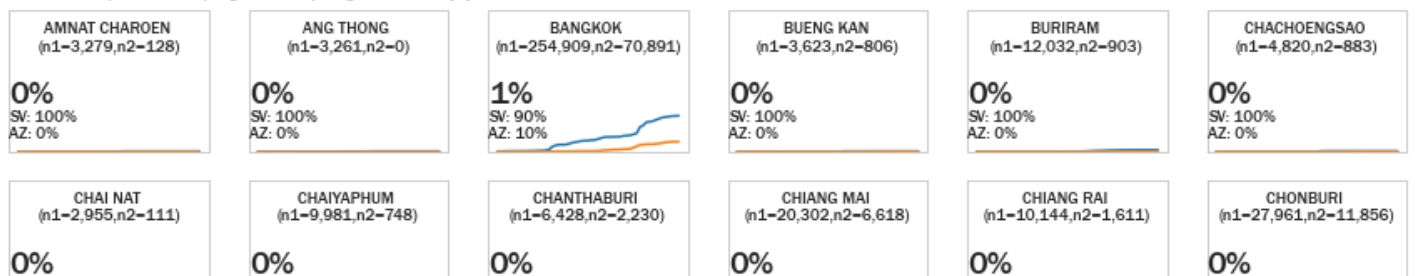 AMNAT CHAROEN
(n1=3,279,n2=128)
0%
SV: 100%
AZ: 0%
ANG THONG
(n1=3,261,n2=0)
0%
SV: 100%
AZ: 0%
BANGKOK
(n1=254,909,n2=70,891)
1%
SV: 90%
AZ: 10%
BUENG KAN
(n1=3,623,n2=806)
0%
SV: 100%
AZ: 0%
BURIRAM
(n1=12,032,n2=903)
0%
SV: 100%
AZ: 0%
CHACHOENGSAO
(n1=4,820,n2=883)
0%
SV: 100%
AZ: 0%
CHAI NAT
(n1=2,955,n2=111)
0%
CHAIYAPHUM
(n1=9,981,n2=748)
0%
CHANTHABURI
(n1=6,428,n2=2,230)
0%
CHIANG MAI
(n1=20,302,n2=6,618)
0%
CHIANG RAI
(n1=10,144,n2=1,611)
0%
CHONBURI
(n1=27,961,n2=11,856)
0%